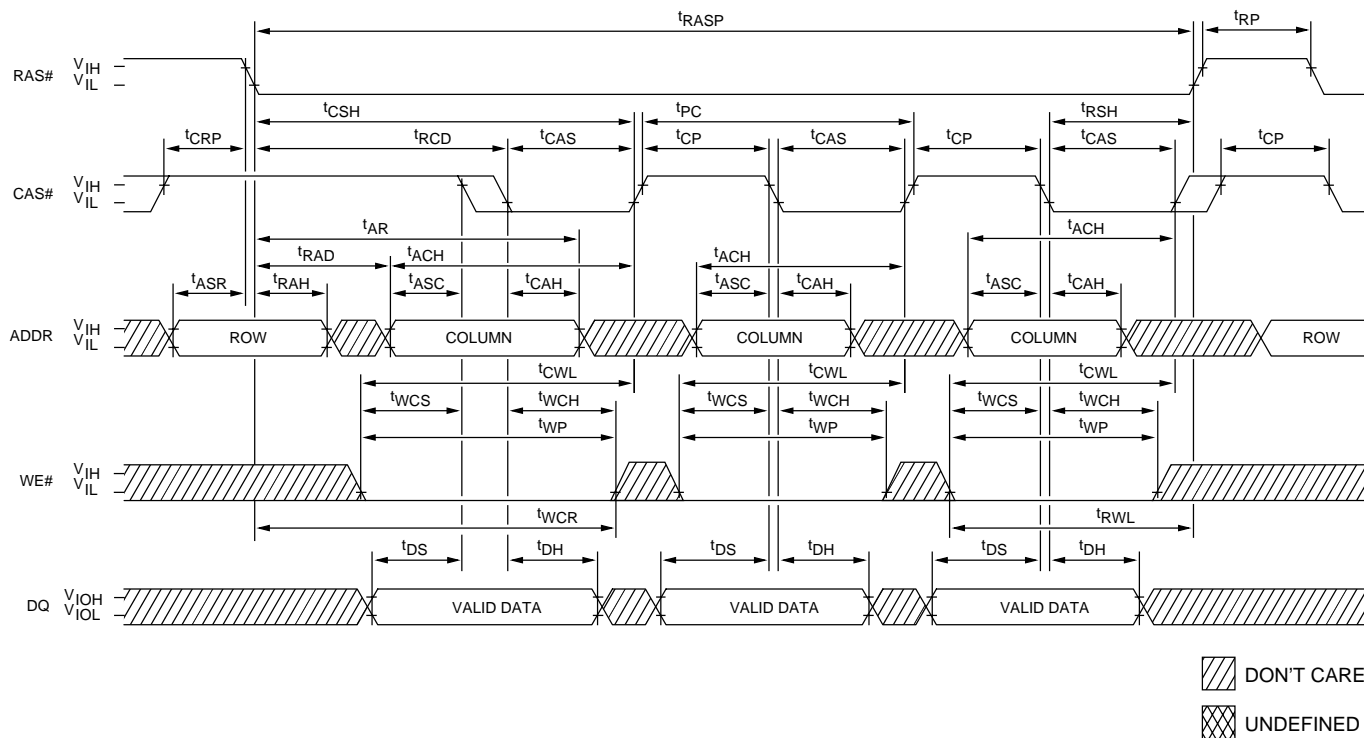 tRASP tRP
RAS# VIH
VIL
tCSH tPC tRSH
tCRP tRCD tCAS tCP tCAS tCP tCAS tCP
CAS# VIH
VIL
tAR
tACH
tRAD tACH tACH
tASR tRAH tASC tCAH tASC tCAH tASC tCAH
ADDR VIH
VIL
ROW COLUMN COLUMN COLUMN ROW
tCWL tCWL tCWL
tWCS tWCH tWCS tWCH tWCS tWCH
tWP tWP tWP
WE# VIH
VIL
tWCR tRWL
tDS tDH tDS tDH tDS tDH
DQ VIOH
VIOL
VALID DATA VALID DATA VALID DATA
DON'T CARE
UNDEFINED